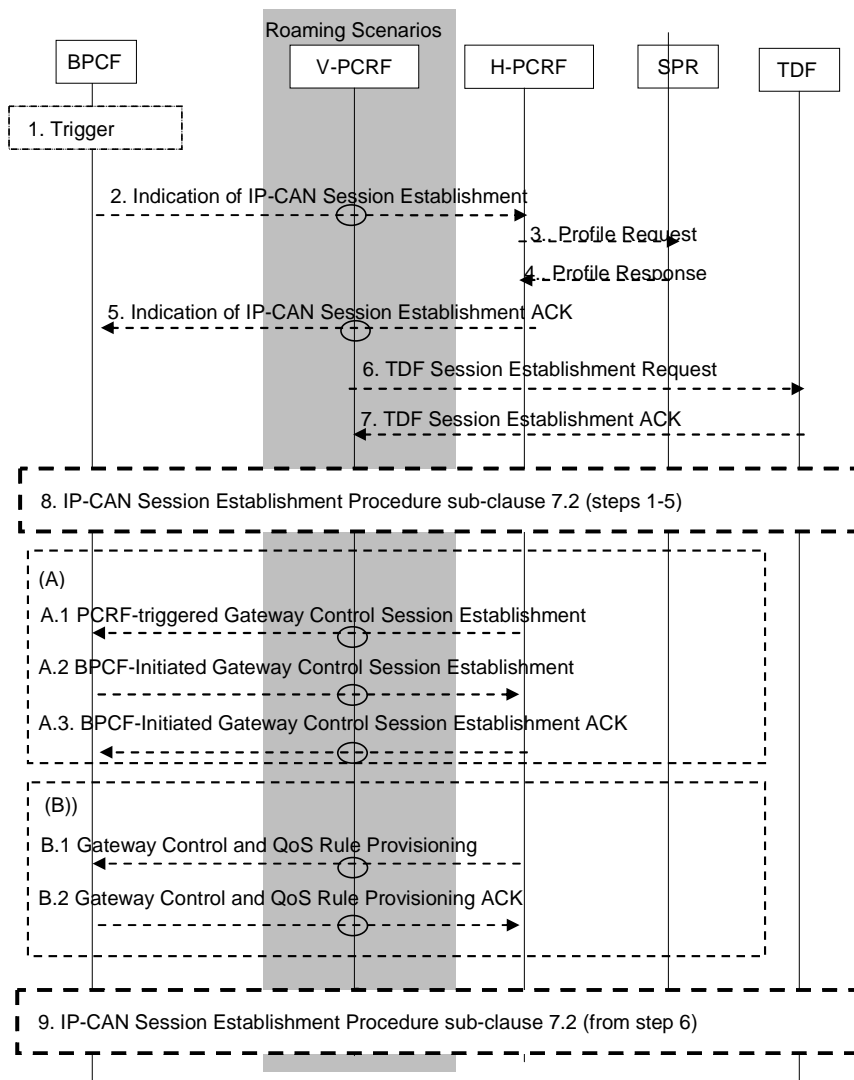 Roaming Scenarios
BPCF
V-PCRF
H-PCRF
SPR
TDF
1. Trigger
2. Indication of IP-CAN Session Establishment
3.. Profile Request
4.. Profile Response
5. Indication of IP-CAN Session Establishment ACK
6. TDF Session Establishment Request
7. TDF Session Establishment ACK
8. IP-CAN Session Establishment Procedure sub-clause 7.2 (steps 1-5)
(A)
A.1 PCRF-triggered Gateway Control Session Establishment
A.2 BPCF-Initiated Gateway Control Session Establishment
A.3. BPCF-Initiated Gateway Control Session Establishment ACK
(B))
B.1 Gateway Control and QoS Rule Provisioning
B.2 Gateway Control and QoS Rule Provisioning ACK
9. IP-CAN Session Establishment Procedure sub-clause 7.2 (from step 6)